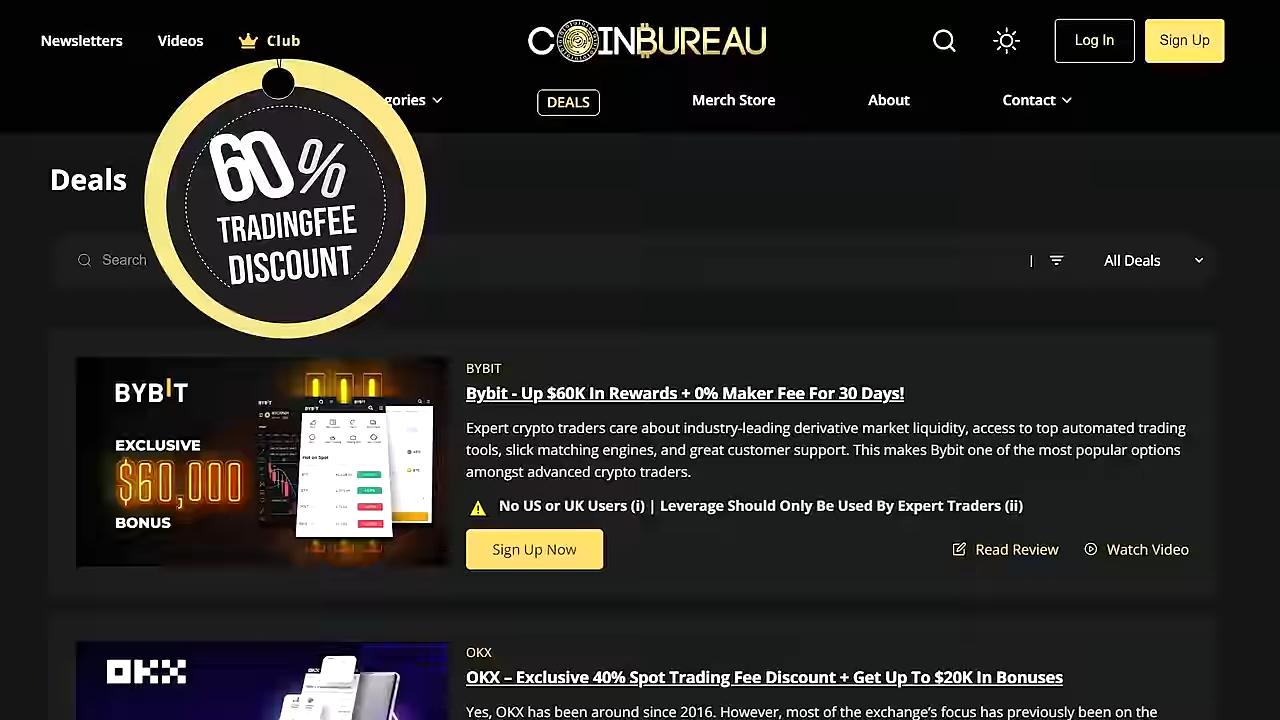 Newsletters Videos Club
COINBUREAU
Log In Sign Up
gories DEALS Merch Store About Contact
60%
TRADINGFEE
DISCOUNT
Deals
Search
| All Deals
BYBIT
EXCLUSIVE
$60,000
BONUS
BYBIT
Bybit - Up $60K In Rewards + 0% Maker Fee For 30 Days!
Expert crypto traders care about industry-leading derivative market liquidity, access to top automated trading
tools, slick matching engines, and great customer support. This makes Bybit one of the most popular options
amongst advanced crypto traders.
No US or UK Users (i) | Leverage Should Only Be Used By Expert Traders (ii)
Sign Up Now Read Review Watch Video
OKX
OKX
OKX – Exclusive 40% Spot Trading Fee Discount + Get Up To $20K In Bonuses
Yes, OKX has been around since 2016. However, most of the exchange's focus has previously been on the